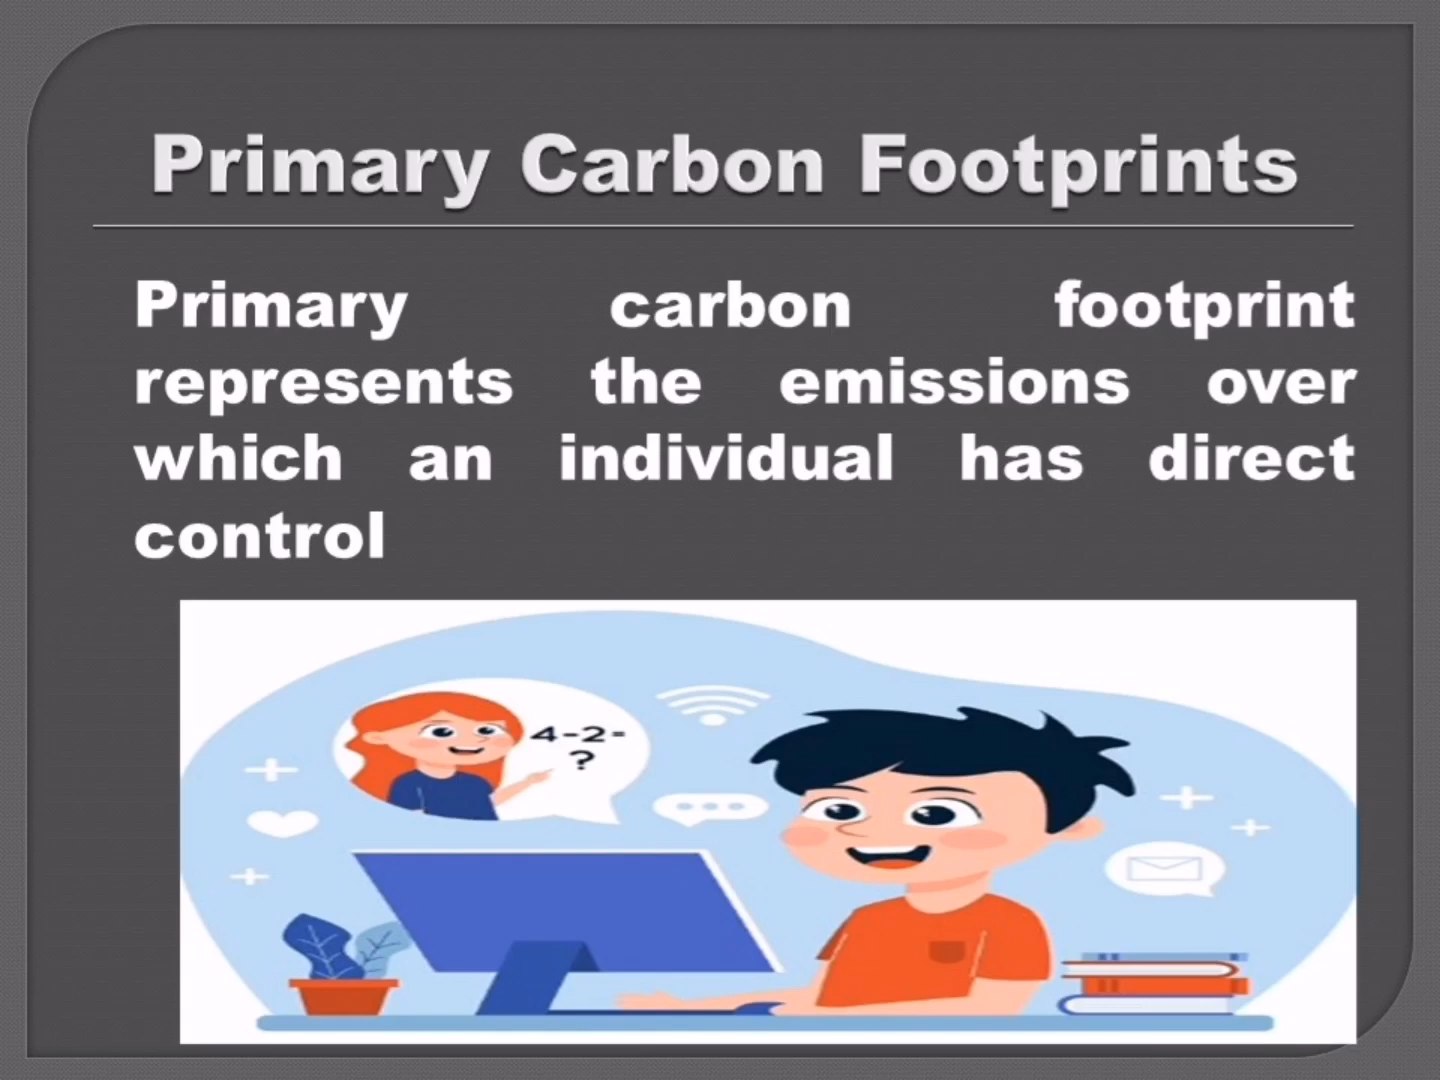 Primary Carbon Footprints
Primary carbon footprint
represents the emissions over
which an individual has direct
control
4-2=
?